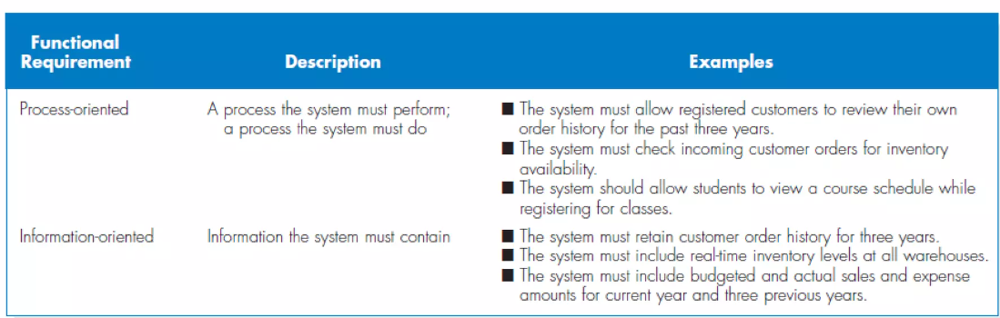 Functional
Requirement Description Examples
Process-oriented A process the system must perform; ■ The system must allow registered customers to review their own
a process the system must do order history for the past three years.
■ The system must check incoming customer orders for inventory
availability.
■ The system should allow students to view a course schedule while
registering for classes.
Information-oriented Information the system must contain ■ The system must retain customer order history for three years.
■ The system must include real-time inventory levels at all warehouses.
■ The system must include budgeted and actual sales and expense
amounts for current year and three previous years.